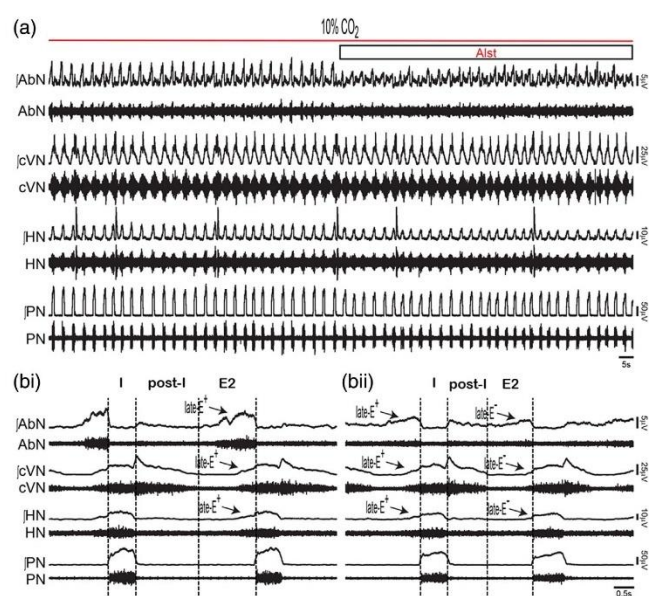 (a)
10% CO₂
Alst
∫AbN
5µV
AbN
∫cVN
25µV
cVN
∫HN
10µV
HN
∫PN
50µV
PN
5s
(bi)
I post-I E2
late-E⁺
∫AbN
AbN
late-E⁺
∫cVN
cVN
late-E⁺
∫HN
HN
∫PN
PN
(bii)
I post-I E2
late-E⁺ late-E⁻
5µV
late-E⁺ late-E⁻
25µV
late-E⁺ late-E⁻
10µV
50µV
0.5s